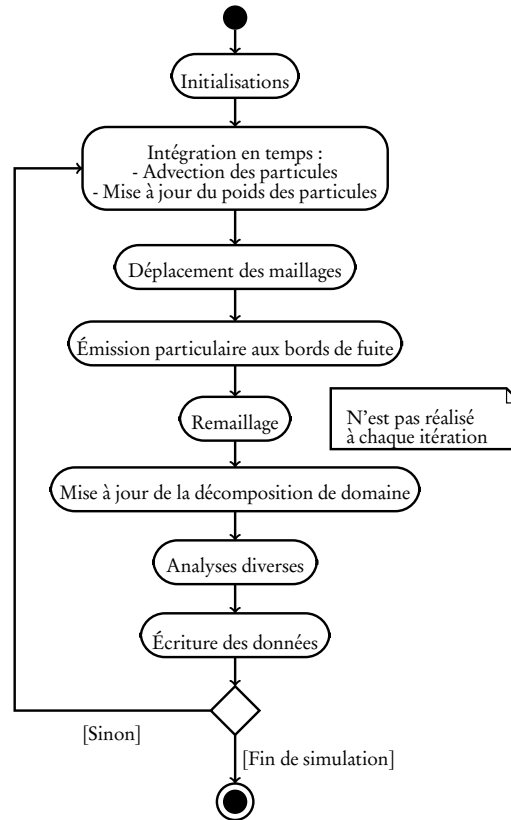 Initialisations
Intégration en temps :
- Advection des particules
- Mise à jour du poids des particules
Déplacement des maillages
Émission particulaire aux bords de fuite
Remaillage
N'est pas réalisé
à chaque itération
Mise à jour de la décomposition de domaine
Analyses diverses
Écriture des données
[Sinon]
[Fin de simulation]